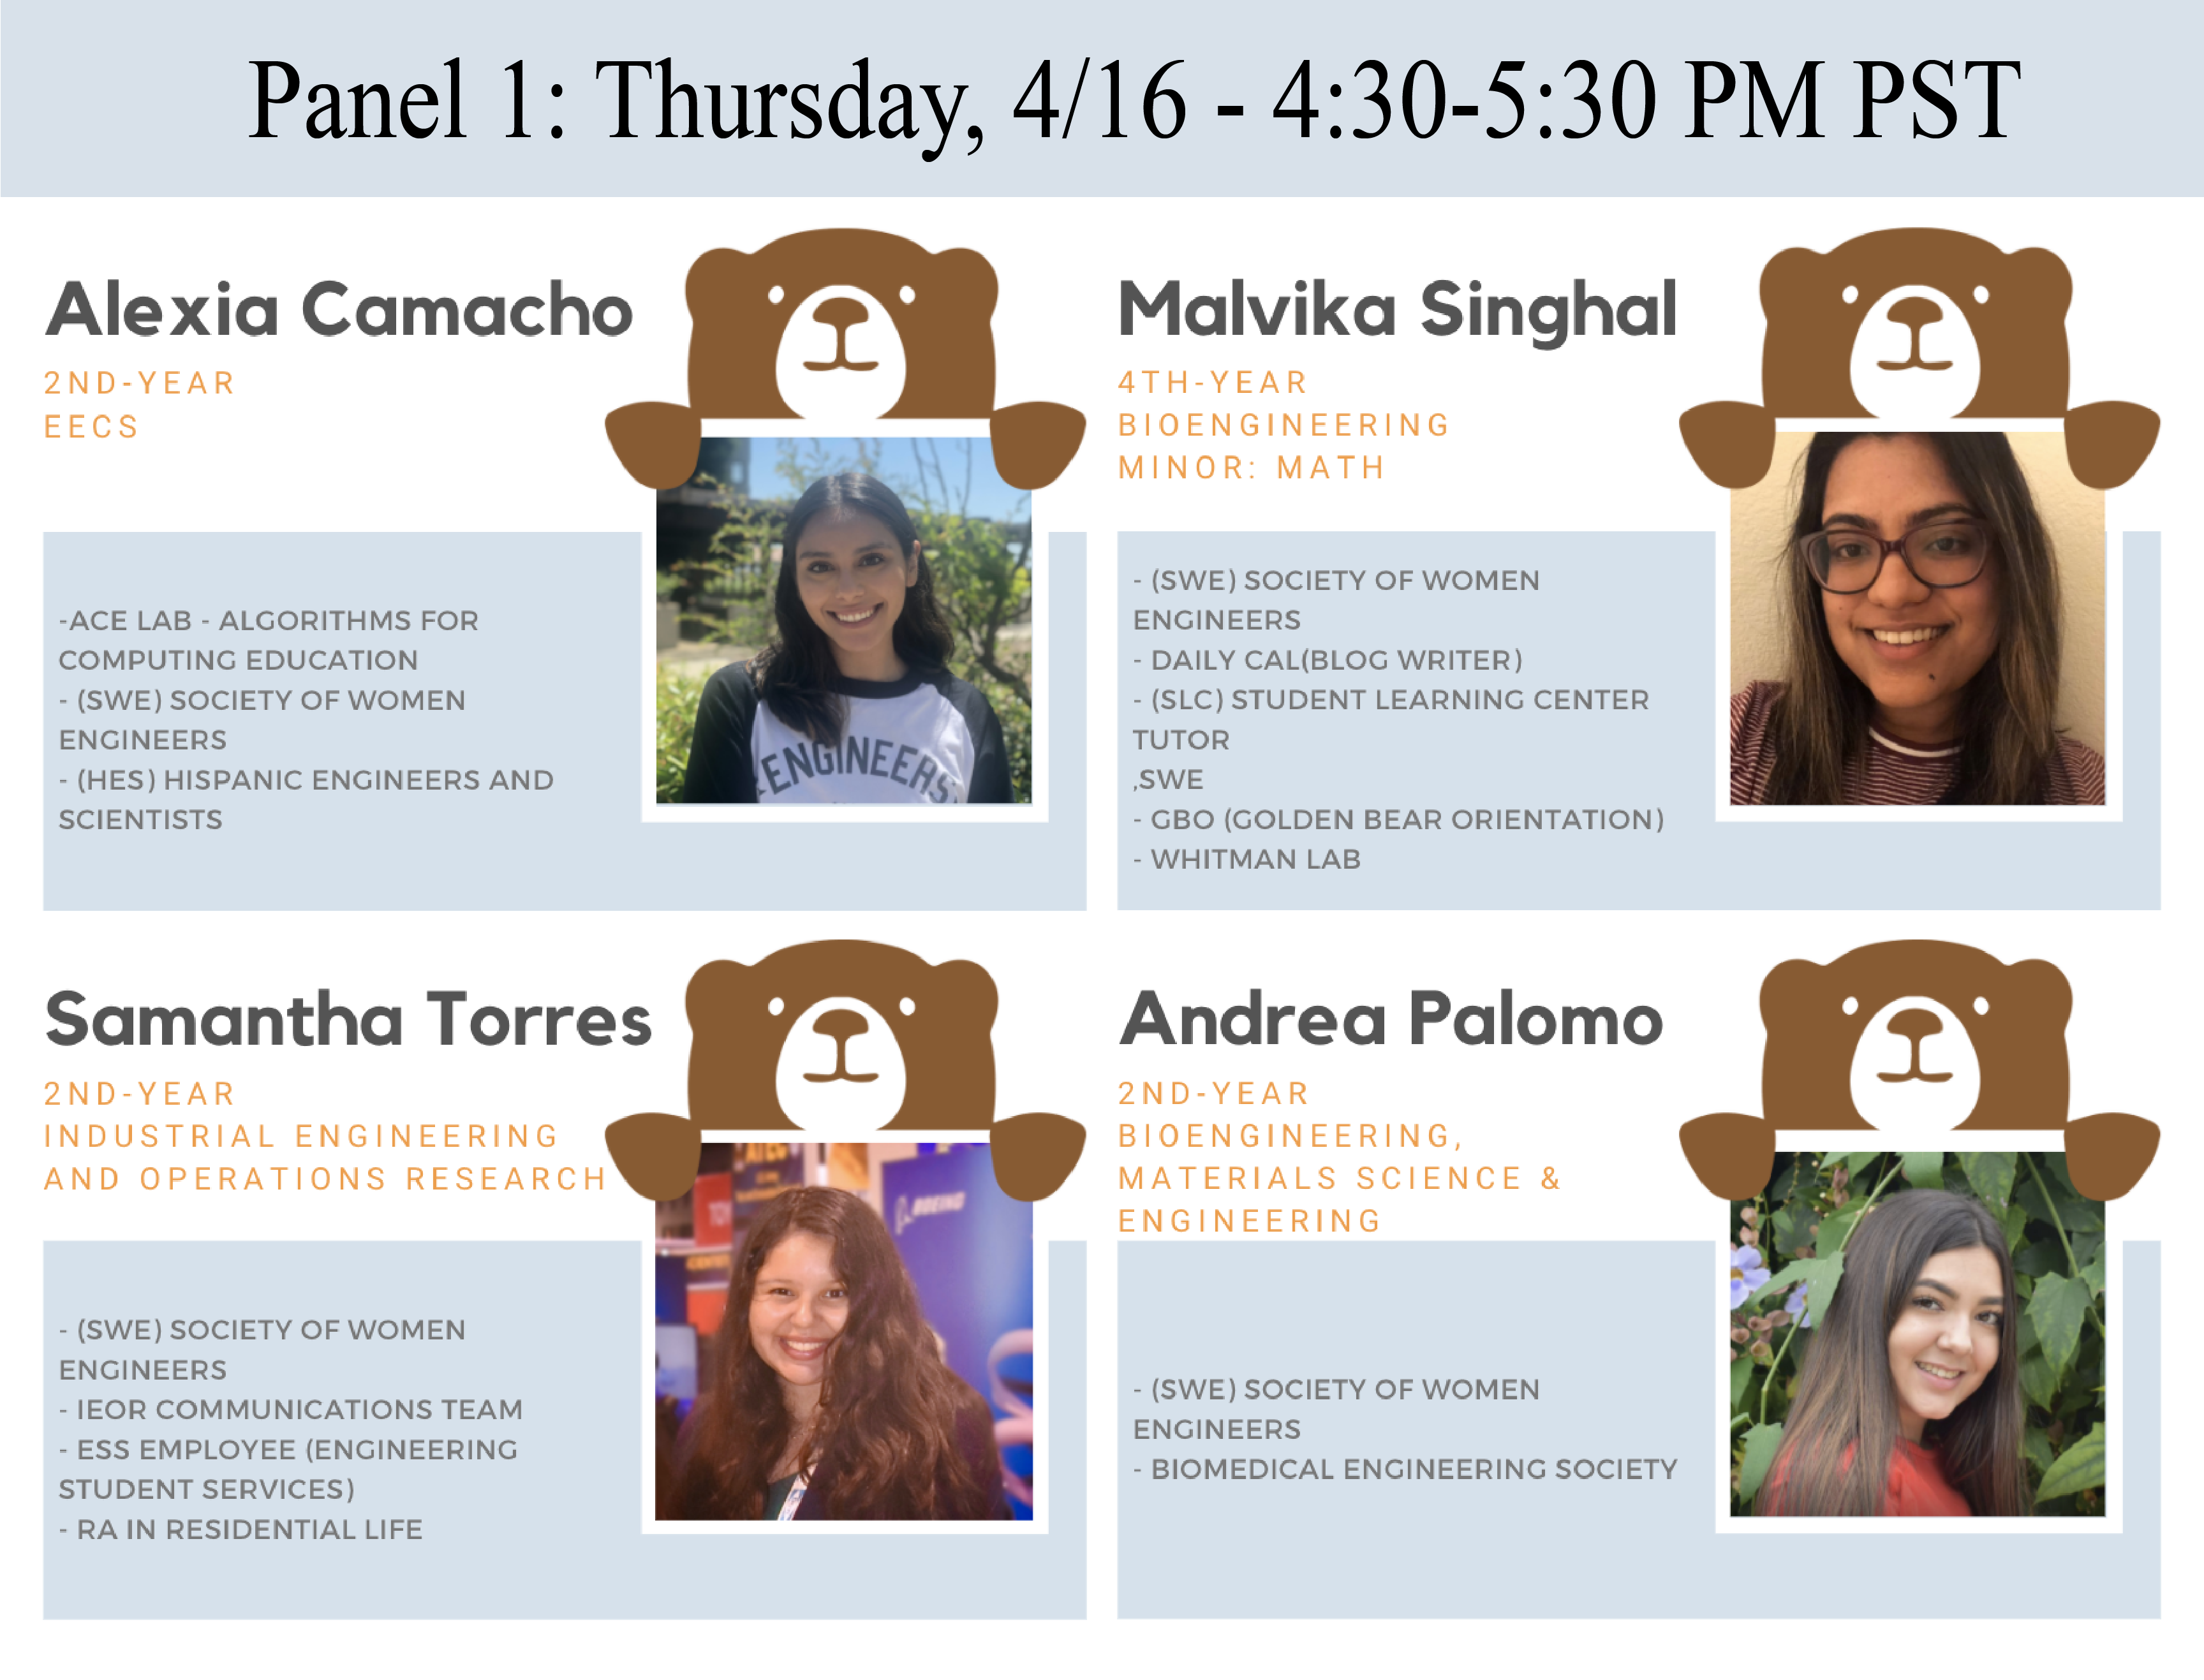 Panel 1: Thursday, 4/16 - 4:30-5:30 PM PST
Alexia Camacho
2ND-YEAR
EECS
-ACE LAB - ALGORITHMS FOR
COMPUTING EDUCATION
- (SWE) SOCIETY OF WOMEN
ENGINEERS
- (HES) HISPANIC ENGINEERS AND
SCIENTISTS
ENGINEERS
Malvika Singhal
4TH-YEAR
BIOENGINEERING
MINOR: MATH
- (SWE) SOCIETY OF WOMEN
ENGINEERS
- DAILY CAL(BLOG WRITER)
- (SLC) STUDENT LEARNING CENTER
TUTOR
,SWE
- GBO (GOLDEN BEAR ORIENTATION)
- WHITMAN LAB
Samantha Torres
2ND-YEAR
INDUSTRIAL ENGINEERING
AND OPERATIONS RESEARCH
- (SWE) SOCIETY OF WOMEN
ENGINEERS
- IEOR COMMUNICATIONS TEAM
- ESS EMPLOYEE (ENGINEERING
STUDENT SERVICES)
- RA IN RESIDENTIAL LIFE
BOEING
Andrea Palomo
2ND-YEAR
BIOENGINEERING,
MATERIALS SCIENCE &
ENGINEERING
- (SWE) SOCIETY OF WOMEN
ENGINEERS
- BIOMEDICAL ENGINEERING SOCIETY